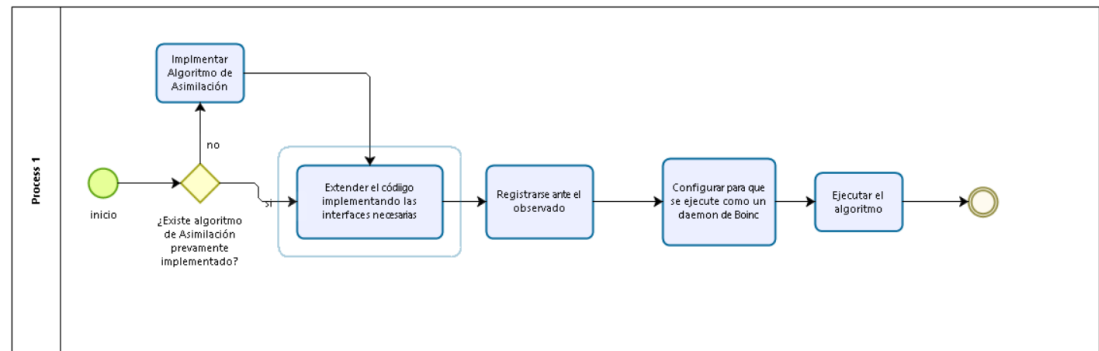 Process 1
Implmentar
Algoritmo de
Asimilación
no
inicio
si
¿Existe algoritmo
de Asimilación
prevamente
implementado?
Extender el códiigo
implementando las
interfaces necesarias
Registrarse ante el
observado
Configurar para que
se ejecute como un
daemon de Boinc
Ejecutar el
algoritmo